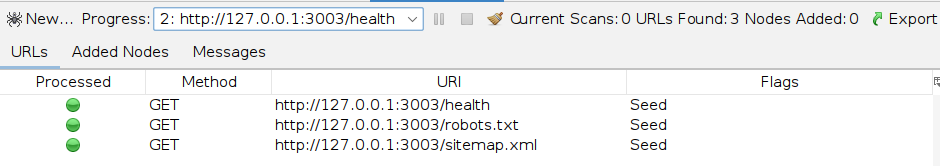 New... Progress: 2: http://127.0.0.1:3003/health Current Scans: 0 URLs Found: 3 Nodes Added: 0 Export
URLs Added Nodes Messages
Processed Method URI Flags
GET http://127.0.0.1:3003/health Seed
GET http://127.0.0.1:3003/robots.txt Seed
GET http://127.0.0.1:3003/sitemap.xml Seed